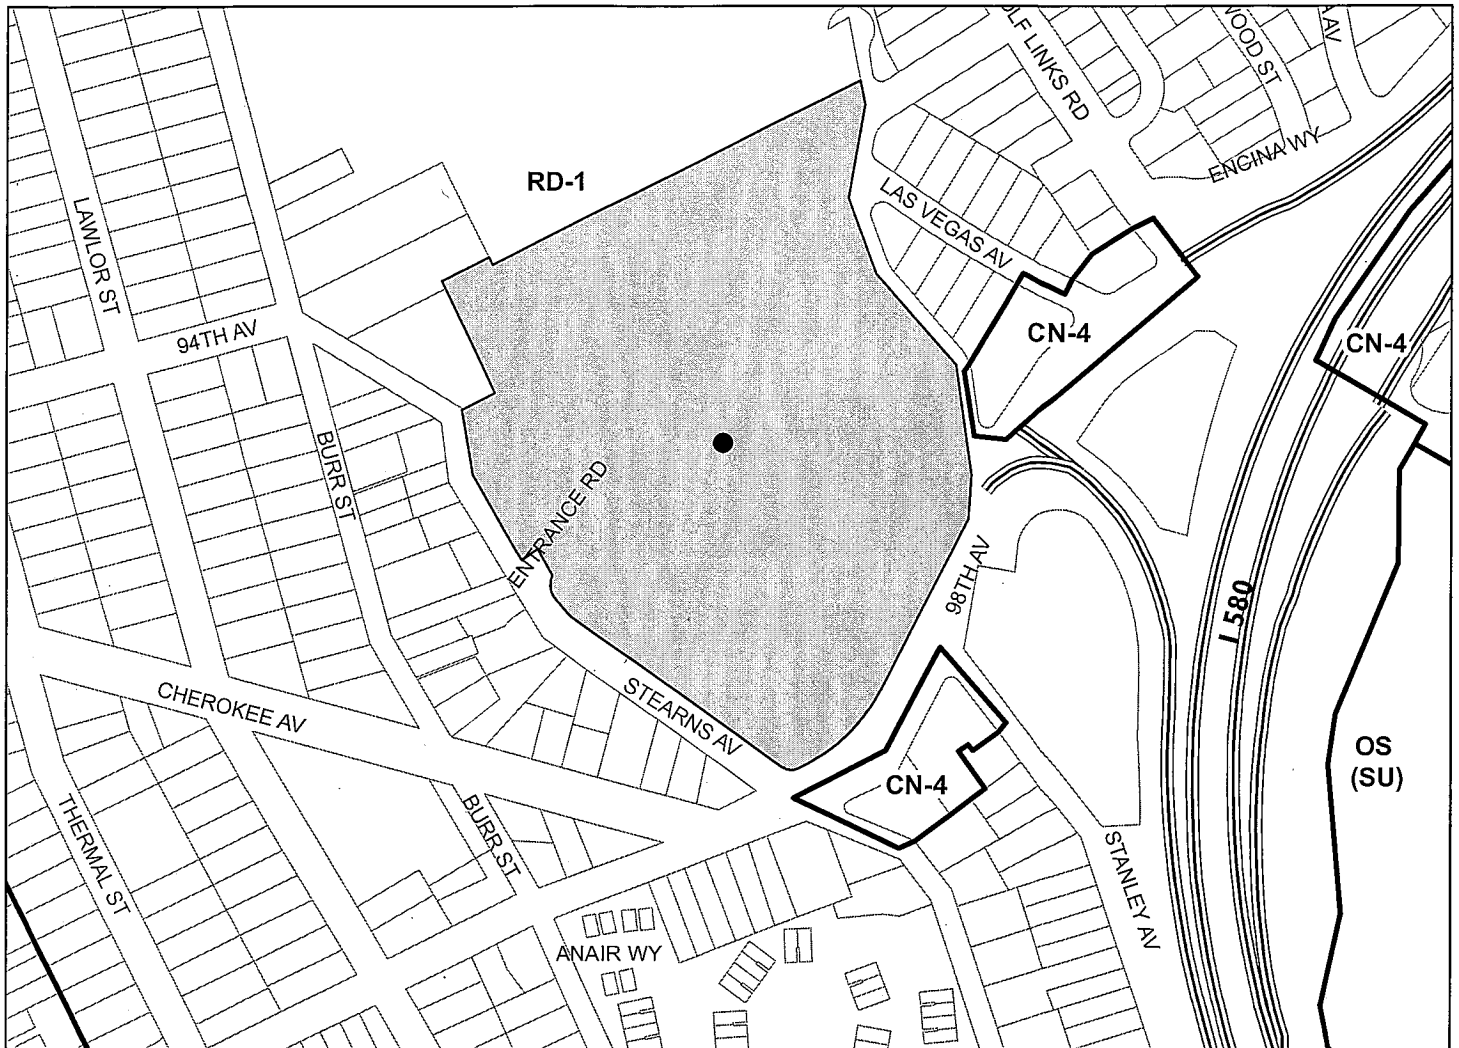 LF LINKS RD
WOOD ST
A AV
ENCINA WY
RD-1
LAS VEGAS AV
LAWLOR ST
94TH AV
CN-4
CN-4
BURR ST
ENTRANCE RD
98TH AV
I 580
STEARNS AV
CHEROKEE AV
CN-4
OS
(SU)
THERMAL ST
BURR ST
STANLEY AV
ANAIR WY